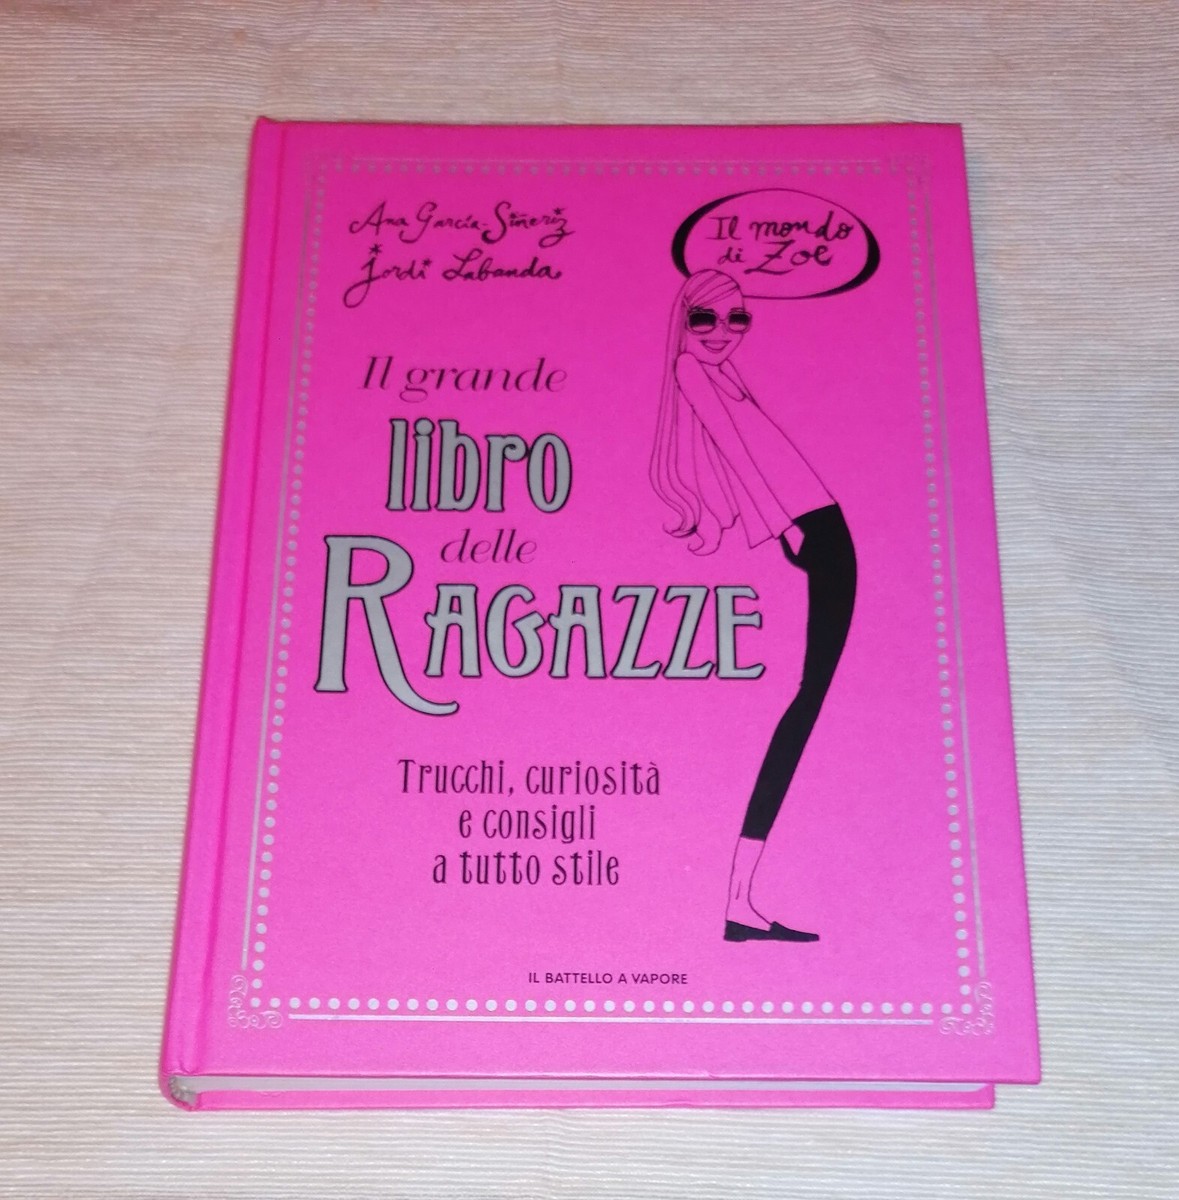 Ana García-Siñeriz
Jordi Labanda
Il mondo
di Zoe
Il grande
libro
delle
RAGAZZE
Trucchi, curiosità
e consigli
a tutto stile
IL BATTELLO A VAPORE